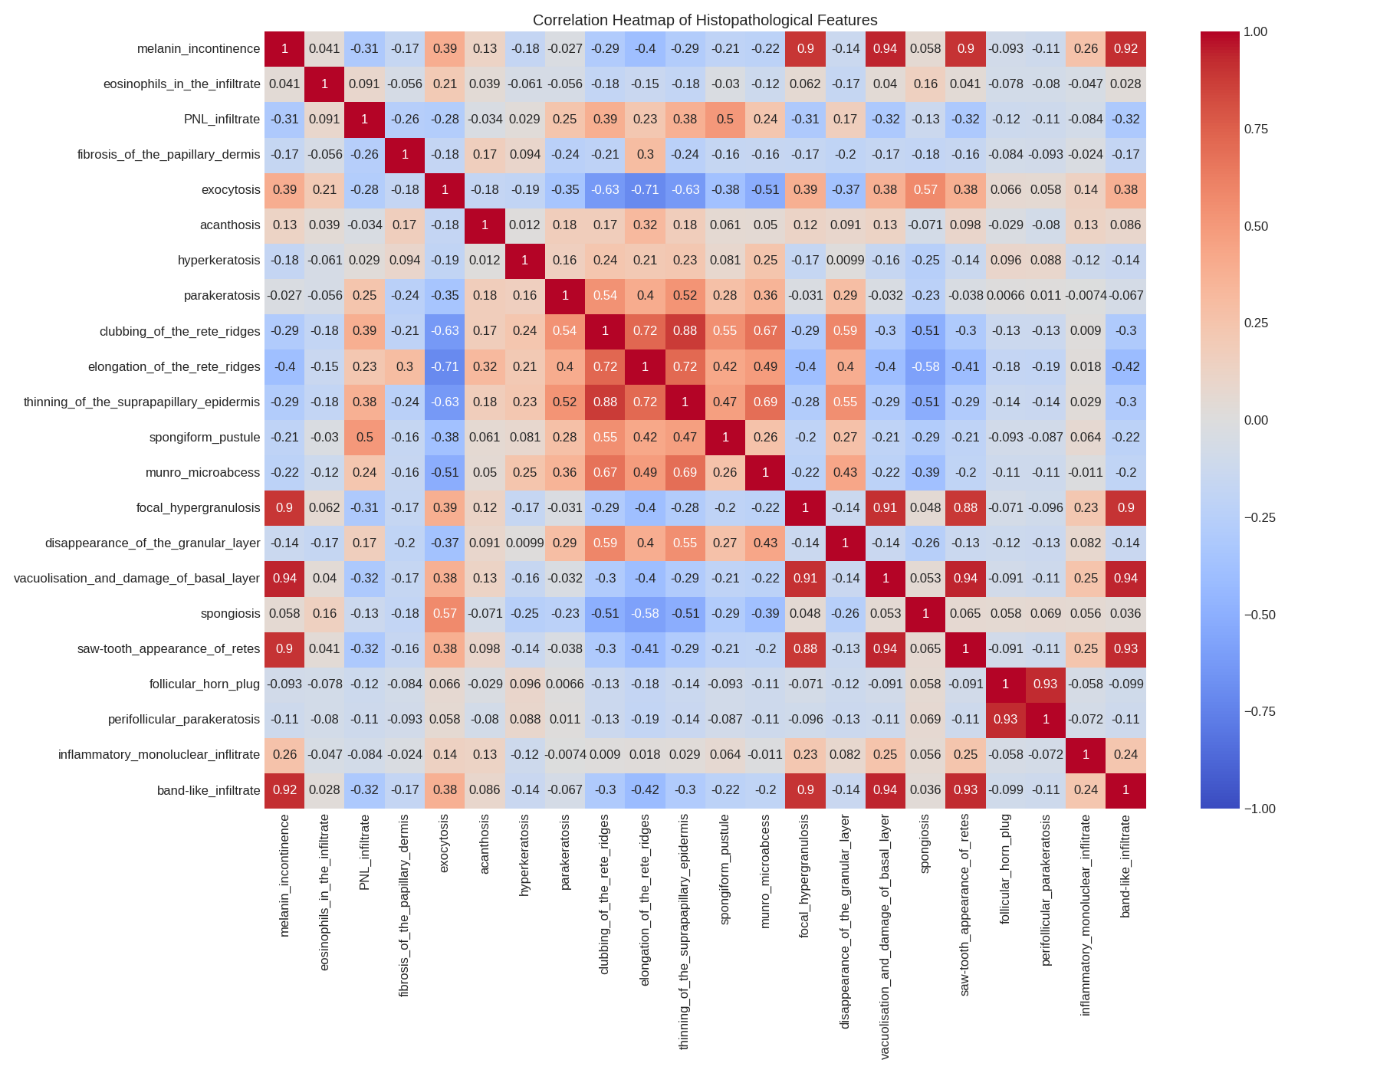 Correlation Heatmap of Histopathological Features
melanin_incontinence 1 0.041 -0.31 -0.17 0.39 0.13 -0.18 -0.027 -0.29 -0.4 -0.29 -0.21 -0.22 0.9 -0.14 0.94 0.058 0.9 -0.093 -0.11 0.26 0.92
eosinophils_in_the_infiltrate 0.041 1 0.091 -0.056 0.21 0.039 -0.061 -0.056 -0.18 -0.15 -0.18 -0.03 -0.12 0.062 -0.17 0.04 0.16 0.041 -0.078 -0.08 -0.047 0.028
PNL_infiltrate -0.31 0.091 1 -0.26 -0.28 -0.034 0.029 0.25 0.39 0.23 0.38 0.5 0.24 -0.31 0.17 -0.32 -0.13 -0.32 -0.12 -0.11 -0.084 -0.32
fibrosis_of_the_papillary_dermis -0.17 -0.056 -0.26 1 -0.18 0.17 0.094 -0.24 -0.21 0.3 -0.24 -0.16 -0.16 -0.17 -0.2 -0.17 -0.18 -0.16 -0.084 -0.093 -0.024 -0.17
exocytosis 0.39 0.21 -0.28 -0.18 1 -0.18 -0.19 -0.35 -0.63 -0.71 -0.63 -0.38 -0.51 0.39 -0.37 0.38 0.57 0.38 0.066 0.058 0.14 0.38
acanthosis 0.13 0.039 -0.034 0.17 -0.18 1 0.012 0.18 0.17 0.32 0.18 0.061 0.05 0.12 0.091 0.13 -0.071 0.098 -0.029 -0.08 0.13 0.086
hyperkeratosis -0.18 -0.061 0.029 0.094 -0.19 0.012 1 0.16 0.24 0.21 0.23 0.081 0.25 -0.17 0.0099 -0.16 -0.25 -0.14 0.096 0.088 -0.12 -0.14
parakeratosis -0.027 -0.056 0.25 -0.24 -0.35 0.18 0.16 1 0.54 0.4 0.52 0.28 0.36 -0.031 0.29 -0.032 -0.23 -0.038 0.0066 0.011 -0.0074 -0.067
clubbing_of_the_rete_ridges -0.29 -0.18 0.39 -0.21 -0.63 0.17 0.24 0.54 1 0.72 0.88 0.55 0.67 -0.29 0.59 -0.3 -0.51 -0.3 -0.13 -0.13 0.009 -0.3
elongation_of_the_rete_ridges -0.4 -0.15 0.23 0.3 -0.71 0.32 0.21 0.4 0.72 1 0.72 0.42 0.49 -0.4 0.4 -0.4 -0.58 -0.41 -0.18 -0.19 0.018 -0.42
thinning_of_the_suprapapillary_epidermis -0.29 -0.18 0.38 -0.24 -0.63 0.18 0.23 0.52 0.88 0.72 1 0.47 0.69 -0.28 0.55 -0.29 -0.51 -0.29 -0.14 -0.14 0.029 -0.3
spongiform_pustule -0.21 -0.03 0.5 -0.16 -0.38 0.061 0.081 0.28 0.55 0.42 0.47 1 0.26 -0.2 0.27 -0.21 -0.29 -0.21 -0.093 -0.087 0.064 -0.22
munro_microabcess -0.22 -0.12 0.24 -0.16 -0.51 0.05 0.25 0.36 0.67 0.49 0.69 0.26 1 -0.22 0.43 -0.22 -0.39 -0.2 -0.11 -0.11 -0.011 -0.2
focal_hypergranulosis 0.9 0.062 -0.31 -0.17 0.39 0.12 -0.17 -0.031 -0.29 -0.4 -0.28 -0.2 -0.22 1 -0.14 0.91 0.048 0.88 -0.071 -0.096 0.23 0.9
disappearance_of_the_granular_layer -0.14 -0.17 0.17 -0.2 -0.37 0.091 0.0099 0.29 0.59 0.4 0.55 0.27 0.43 -0.14 1 -0.14 -0.26 -0.13 -0.12 -0.13 0.082 -0.14
vacuolisation_and_damage_of_basal_layer 0.94 0.04 -0.32 -0.17 0.38 0.13 -0.16 -0.032 -0.3 -0.4 -0.29 -0.21 -0.22 0.91 -0.14 1 0.053 0.94 -0.091 -0.11 0.25 0.94
spongiosis 0.058 0.16 -0.13 -0.18 0.57 -0.071 -0.25 -0.23 -0.51 -0.58 -0.51 -0.29 -0.39 0.048 -0.26 0.053 1 0.065 0.058 0.069 0.056 0.036
saw-tooth_appearance_of_retes 0.9 0.041 -0.32 -0.16 0.38 0.098 -0.14 -0.038 -0.3 -0.41 -0.29 -0.21 -0.2 0.88 -0.13 0.94 0.065 1 -0.091 -0.11 0.25 0.93
follicular_horn_plug -0.093 -0.078 -0.12 -0.084 0.066 -0.029 0.096 0.0066 -0.13 -0.18 -0.14 -0.093 -0.11 -0.071 -0.12 -0.091 0.058 -0.091 1 0.93 -0.058 -0.099
perifollicular_parakeratosis -0.11 -0.08 -0.11 -0.093 0.058 -0.08 0.088 0.011 -0.13 -0.19 -0.14 -0.087 -0.11 -0.096 -0.13 -0.11 0.069 -0.11 0.93 1 -0.072 -0.11
inflammatory_monoluclear_inflitrate 0.26 -0.047 -0.084 -0.024 0.14 0.13 -0.12 -0.0074 0.009 0.018 0.029 0.064 -0.011 0.23 0.082 0.25 0.056 0.25 -0.058 -0.072 1 0.24
band-like_infiltrate 0.92 0.028 -0.32 -0.17 0.38 0.086 -0.14 -0.067 -0.3 -0.42 -0.3 -0.22 -0.2 0.9 -0.14 0.94 0.036 0.93 -0.099 -0.11 0.24 1
melanin_incontinence
eosinophils_in_the_infiltrate
PNL_infiltrate
fibrosis_of_the_papillary_dermis
exocytosis
acanthosis
hyperkeratosis
parakeratosis
clubbing_of_the_rete_ridges
elongation_of_the_rete_ridges
thinning_of_the_suprapapillary_epidermis
spongiform_pustule
munro_microabcess
focal_hypergranulosis
disappearance_of_the_granular_layer
vacuolisation_and_damage_of_basal_layer
spongiosis
saw-tooth_appearance_of_retes
follicular_horn_plug
perifollicular_parakeratosis
inflammatory_monoluclear_inflitrate
band-like_infiltrate
1.00
0.75
0.50
0.25
0.00
−0.25
−0.50
−0.75
−1.00